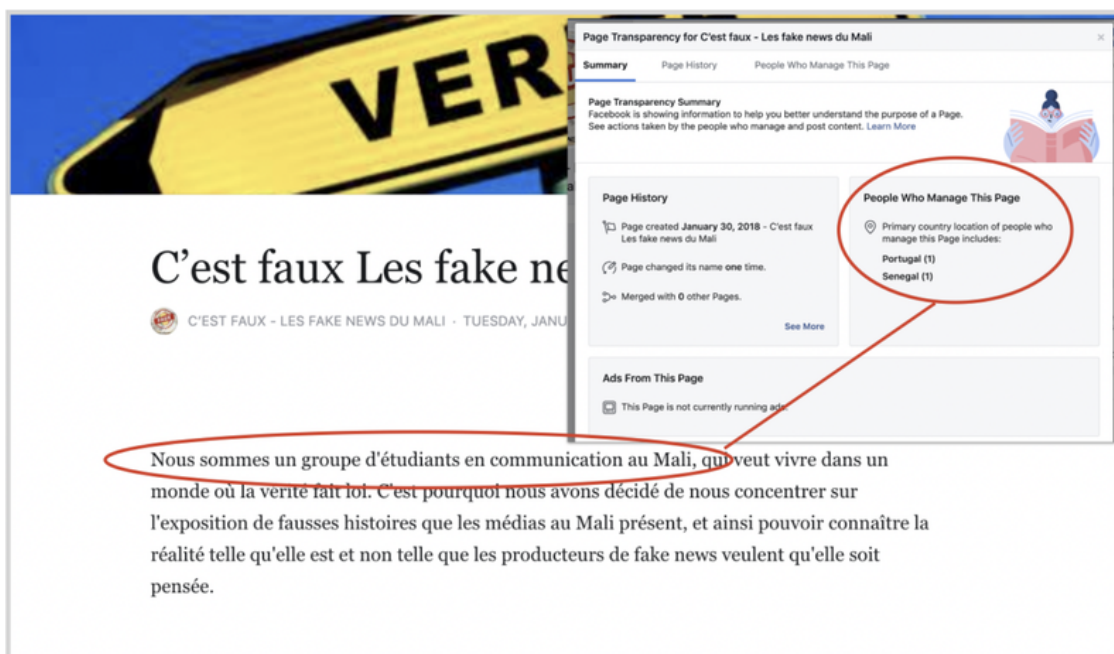 VER
Page Transparency for C'est faux - Les fake news du Mali
Summary Page History People Who Manage This Page
Page Transparency Summary
Facebook is showing information to help you better understand the purpose of a Page.
See actions taken by the people who manage and post content. Learn More
Page History
Page created January 30, 2018 - C'est faux
Les fake news du Mali
Page changed its name one time.
Merged with 0 other Pages.
See More
People Who Manage This Page
Primary country location of people who
manage this Page includes:
Portugal (1)
Senegal (1)
Ads From This Page
This Page is not currently running ads.
C'est faux Les fake ne
C'EST FAUX - LES FAKE NEWS DU MALI · TUESDAY, JANU
Nous sommes un groupe d'étudiants en communication au Mali, qui veut vivre dans un
monde où la vérité fait loi. C'est pourquoi nous avons décidé de nous concentrer sur
l'exposition de fausses histoires que les médias au Mali présent, et ainsi pouvoir connaître la
réalité telle qu'elle est et non telle que les producteurs de fake news veulent qu'elle soit
pensée.